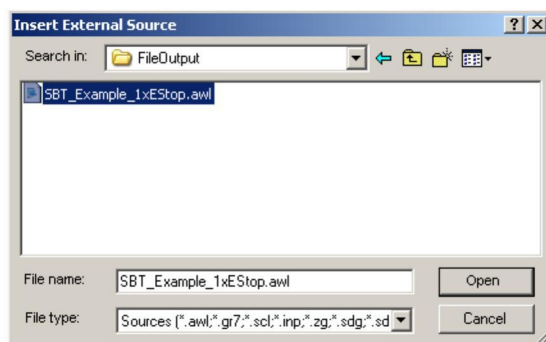 Insert External Source
Search in: FileOutput
SBT_Example_1xEStop.awl
File name: SBT_Example_1xEStop.awl Open
File type: Sources (*.awl;*.gr7;*.scl;*.inp;*.zg;*.sdg;*.sd Cancel